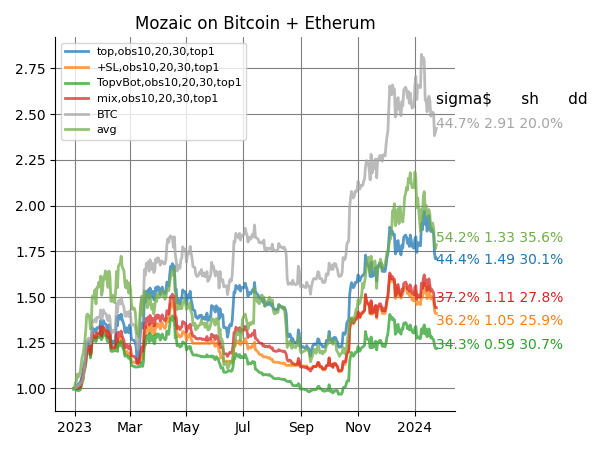 Mozaic on Bitcoin + Etherum
top,obs10,20,30,top1
+SL,obs10,20,30,top1
TopvBot,obs10,20,30,top1
mix,obs10,20,30,top1
BTC
avg
sigma$ sh dd
44.7% 2.91 20.0%
54.2% 1.33 35.6%
44.4% 1.49 30.1%
37.2% 1.11 27.8%
36.2% 1.05 25.9%
34.3% 0.59 30.7%
2.75
2.50
2.25
2.00
1.75
1.50
1.25
1.00
2023 Mar May Jul Sep Nov 2024